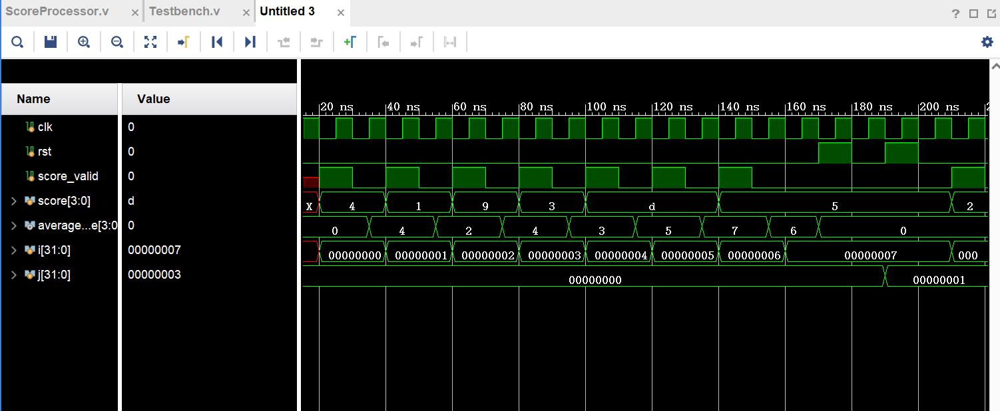 ScoreProcessor.v × Testbench.v × Untitled 3 ×
?
Name Value
20 ns 40 ns 60 ns 80 ns 100 ns 120 ns 140 ns 160 ns 180 ns 200 ns
clk 0
rst 0
score_valid 0
score[3:0] d X 4 1 9 3 d 5 2
average...e[3:0 0 0 4 2 4 3 5 7 6 0
i[31:0] 00000007 00000000 00000001 00000002 00000003 00000004 00000005 00000006 00000007 000
j[31:0] 00000003 00000000 00000001